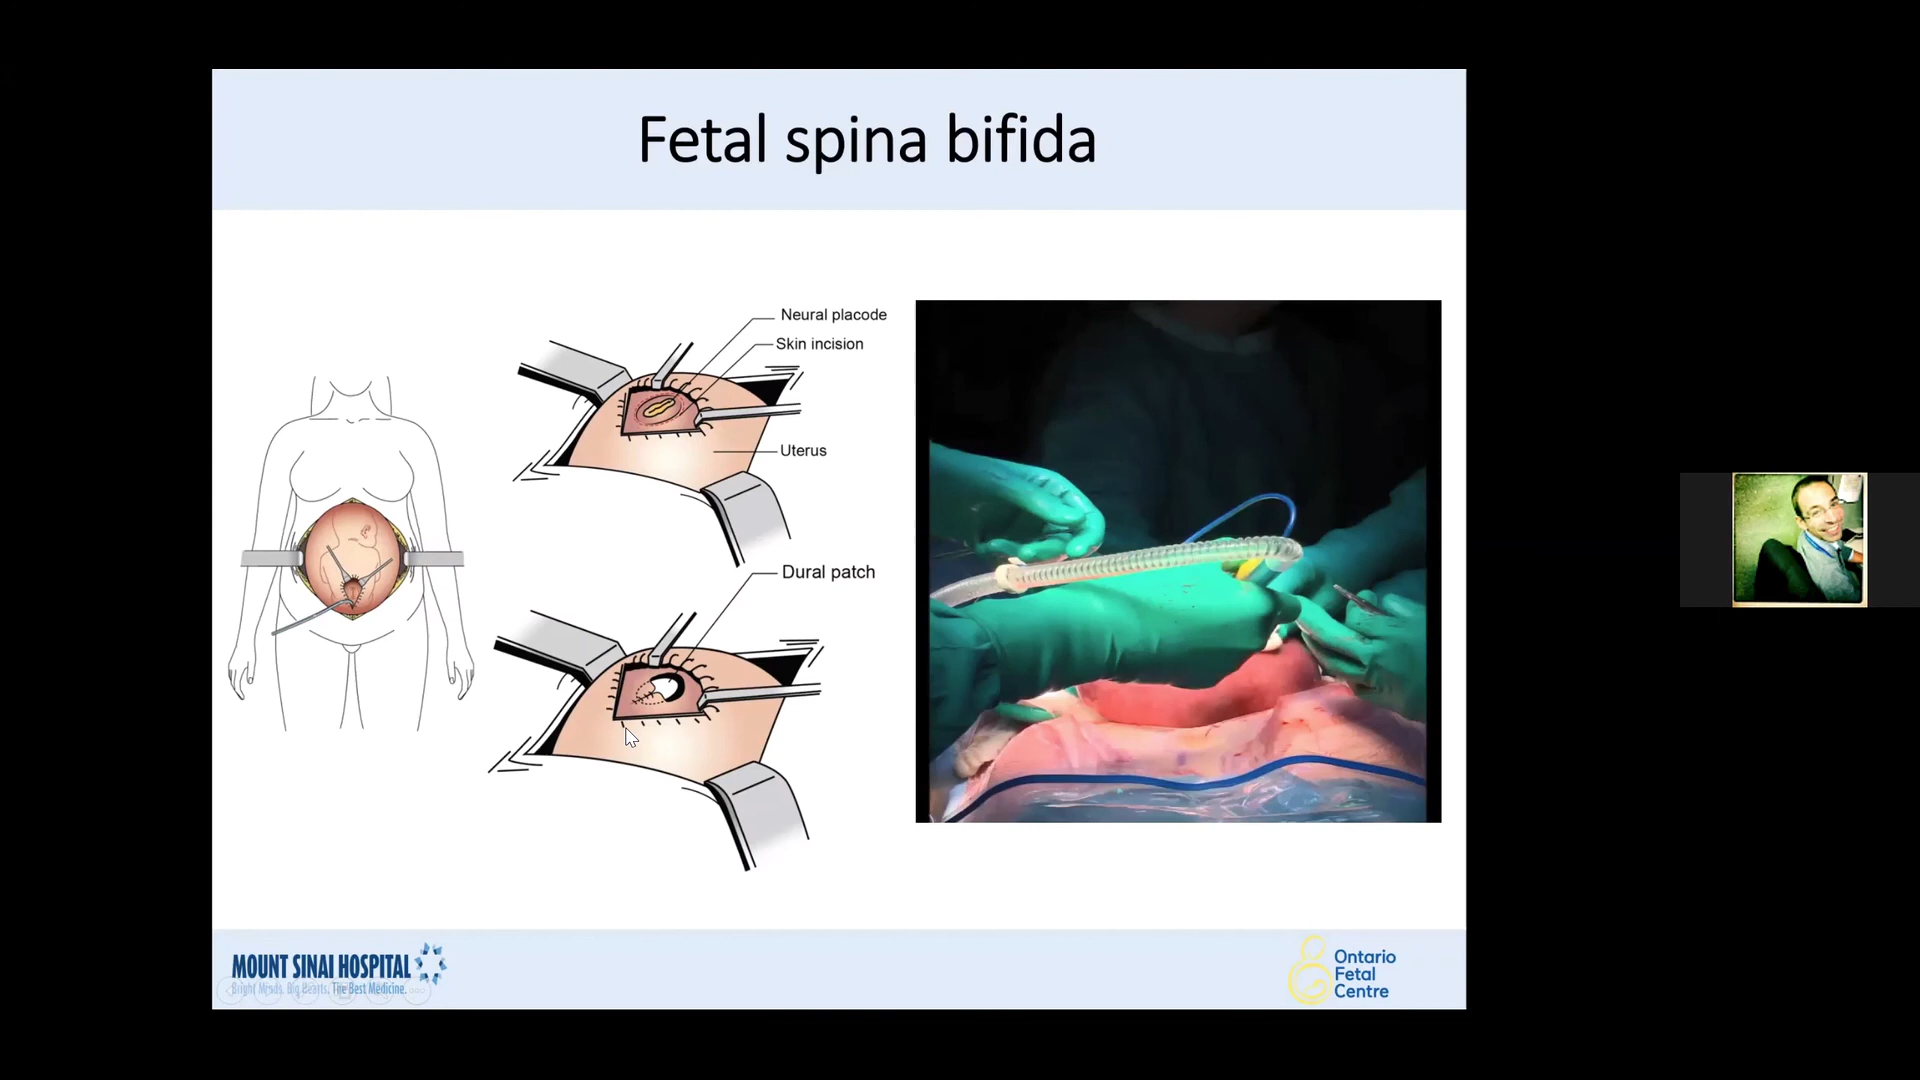 Fetal spina bifida
Neural placode
Skin incision
Uterus
Dural patch
MOUNT SINAI HOSPITAL
Bright Minds. Big Hearts. The Best Medicine.
Ontario
Fetal
Centre